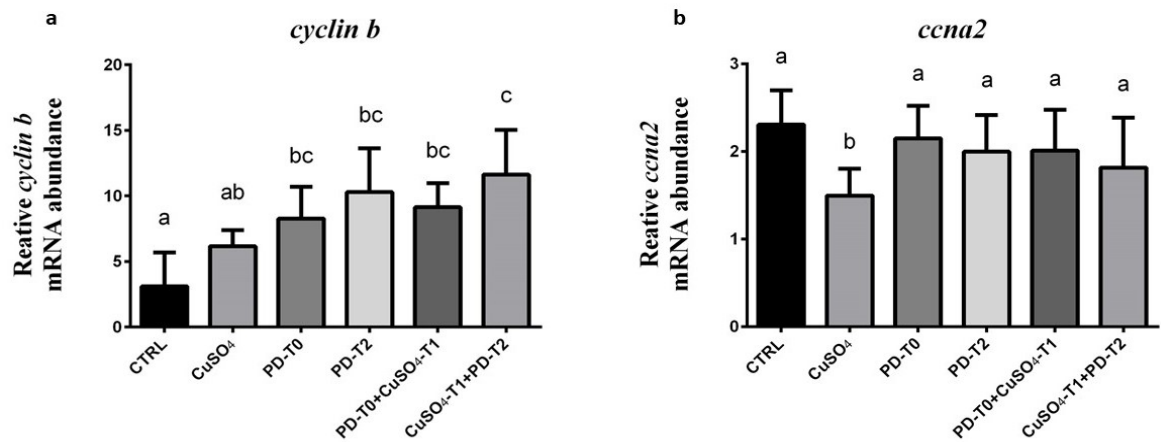 a
cyclin b
Reative cyclin b
mRNA abundance
20
15
10
5
0
a
ab
bc
bc
bc
c
CTRL
CuSO₄
PD-T0
PD-T2
PD-T0+CuSO₄-T1
CuSO₄-T1+PD-T2
b
ccna2
Reative ccna2
mRNA abundance
3
2
1
0
a
b
a
a
a
a
CTRL
CuSO₄
PD-T0
PD-T2
PD-T0+CuSO₄-T1
CuSO₄-T1+PD-T2